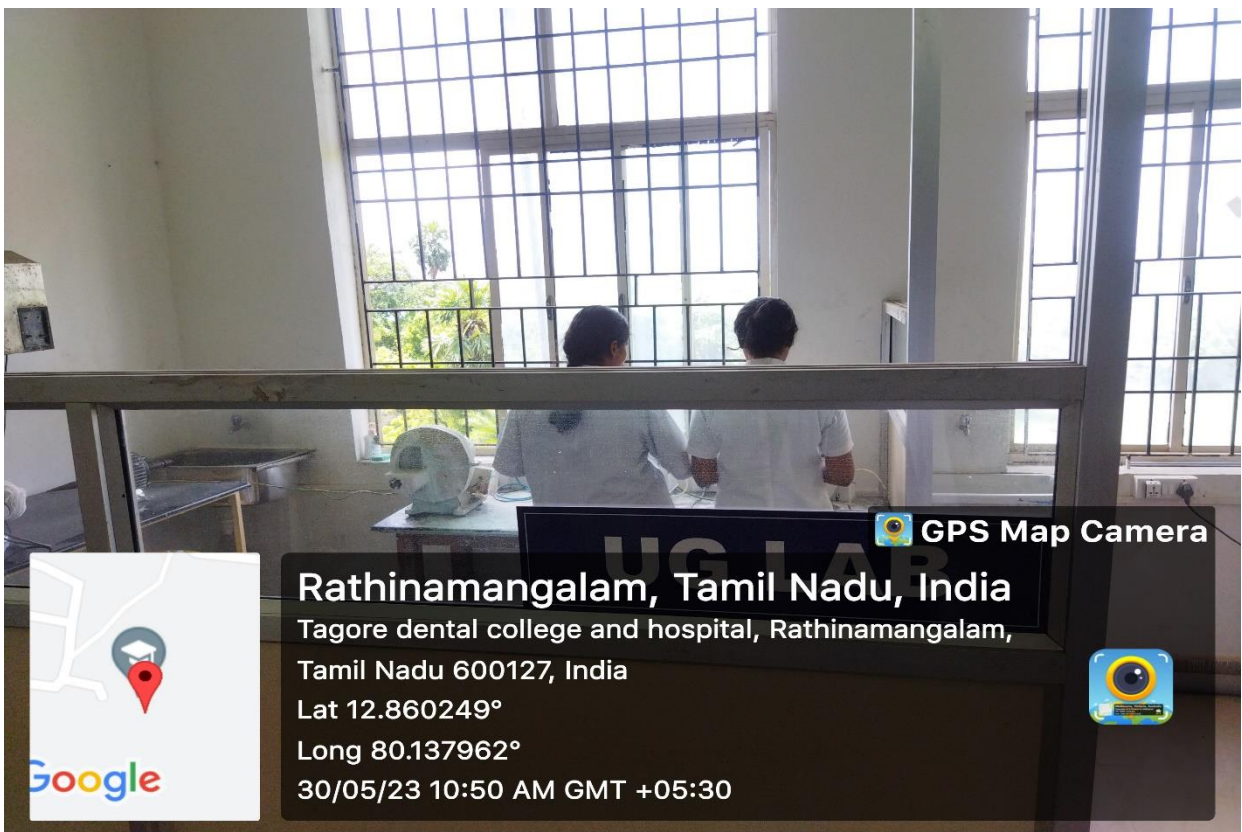 UG LAB
GPS Map Camera
Rathinamangalam, Tamil Nadu, India
Tagore dental college and hospital, Rathinamangalam,
Tamil Nadu 600127, India
Lat 12.860249°
Long 80.137962°
30/05/23 10:50 AM GMT +05:30
Google